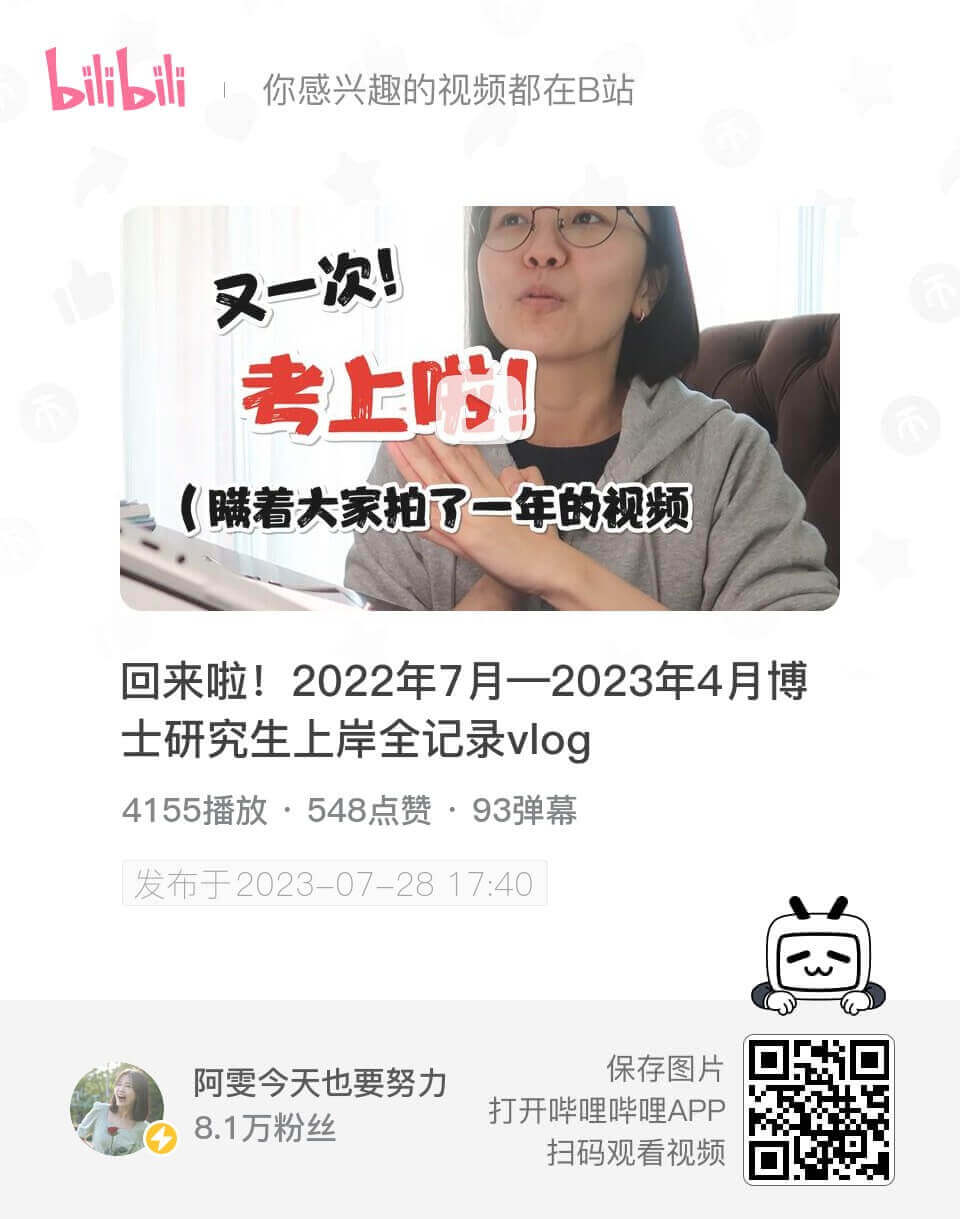 bilibili
你感兴趣的视频都在B站
又一次!
考上啦!
(瞒着大家拍了一年的视频
回来啦！2022年7月—2023年4月博
士研究生上岸全记录vlog
4155播放 · 548点赞 · 93弹幕
发布于2023-07-28 17:40
阿雯今天也要努力
8.1万粉丝
保存图片
打开哔哩哔哩APP
扫码观看视频